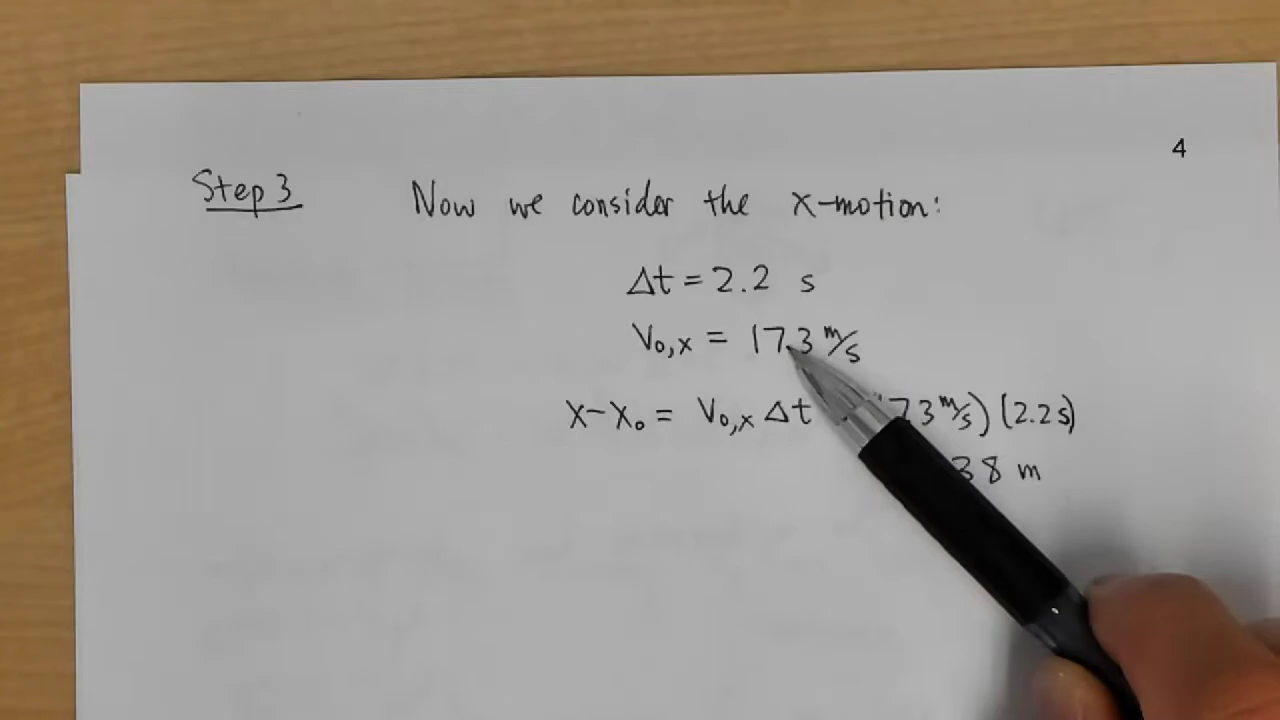 4
Step 3 Now we consider the x-motion:
Δt = 2.2 s
V₀,ₓ = 17.3 m/s
X-X₀ = V₀,ₓ Δt 73 m/s) (2.2 s)
38 m